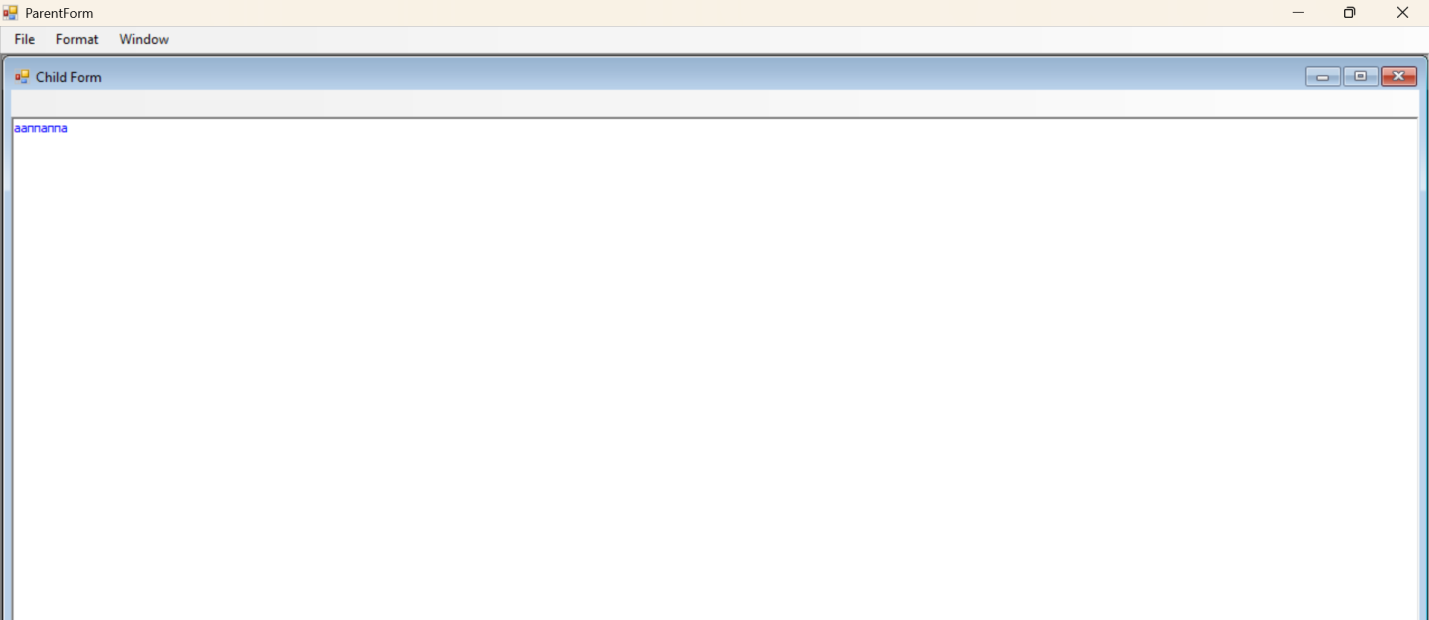 ParentForm
File Format Window
Child Form
aannanna